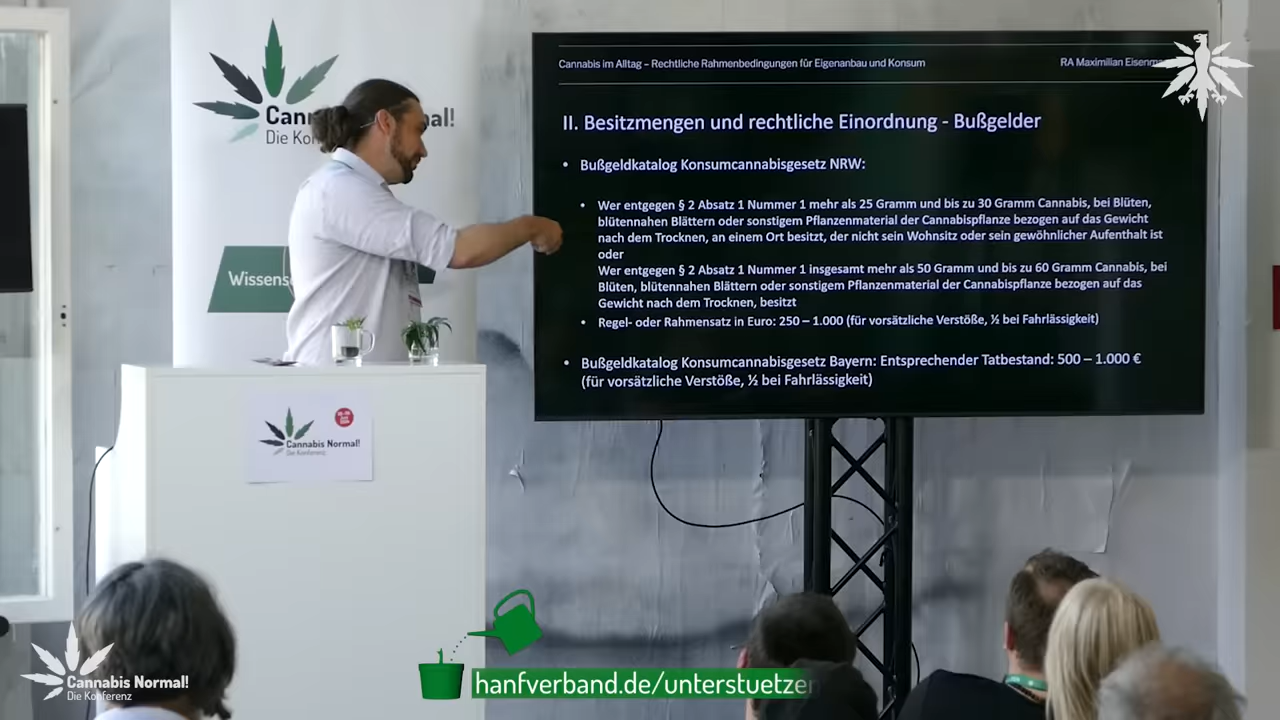 Cannabis im Alltag – Rechtliche Rahmenbedingungen für Eigenanbau und Konsum
RA Maximilian
II. Besitzmengen und rechtliche Einordnung - Bußgelder
• Bußgeldkatalog Konsumcannabisgesetz NRW:
• Wer entgegen § 2 Absatz 1 Nummer 1 mehr als 25 Gramm und bis zu 30 Gramm Cannabis, bei Blüten,
blütennahen Blättern oder sonstigem Pflanzenmaterial der Cannabispflanze bezogen auf das Gewicht
nach dem Trocknen, an einem Ort besitzt, der nicht sein Wohnsitz oder sein gewöhnlicher Aufenthalt ist
oder
Wer entgegen § 2 Absatz 1 Nummer 1 insgesamt mehr als 50 Gramm und bis zu 60 Gramm Cannabis, bei
Blüten, blütennahen Blättern oder sonstigem Pflanzenmaterial der Cannabispflanze bezogen auf das
Gewicht nach dem Trocknen, besitzt
• Regel- oder Rahmensatz in Euro: 250 – 1.000 (für vorsätzliche Verstöße, ½ bei Fahrlässigkeit)
• Bußgeldkatalog Konsumcannabisgesetz Bayern: Entsprechender Tatbestand: 500 – 1.000 €
(für vorsätzliche Verstöße, ½ bei Fahrlässigkeit)
Die
Cannabis Normal!
Die Konferenz
hanfverband.de/unterstuetzen
Cannabis Normal!
Die Konferenz